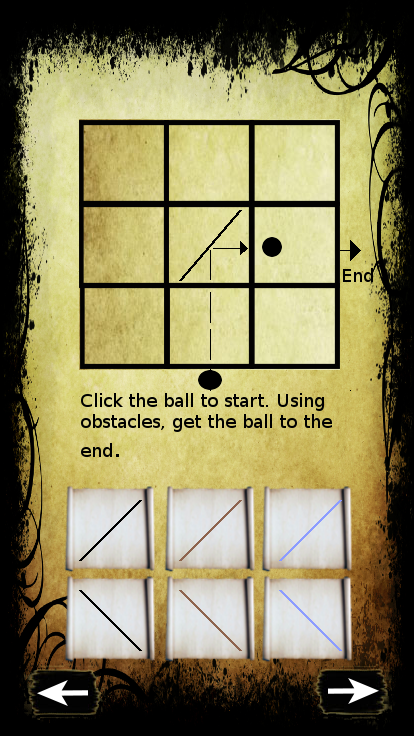 End
Click the ball to start. Using
obstacles, get the ball to the
end.